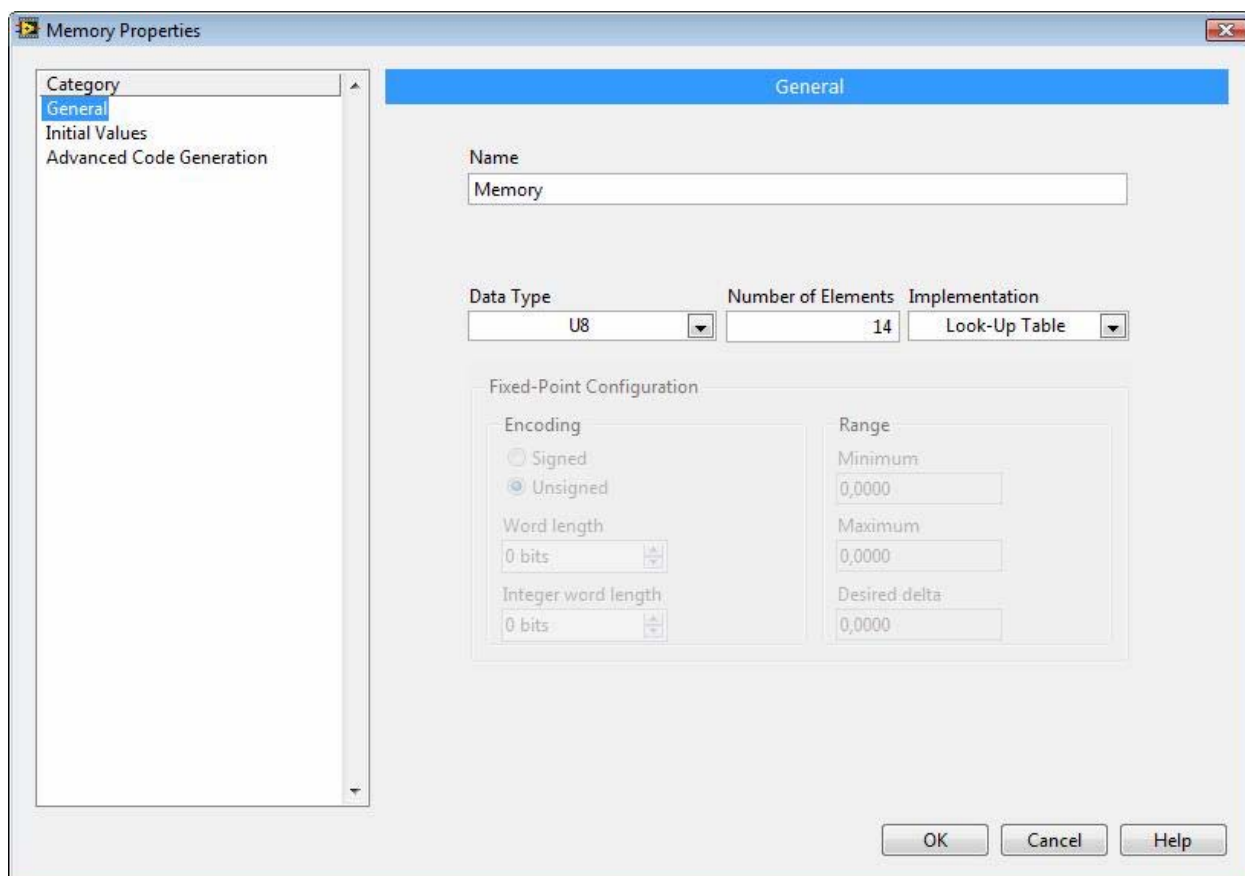 Memory Properties
Category
General
Initial Values
Advanced Code Generation
General
Name
Memory
Data Type
Number of Elements
Implementation
U8
14
Look-Up Table
Fixed-Point Configuration
Encoding
Signed
Unsigned
Word length
0 bits
Integer word length
0 bits
Range
Minimum
0,0000
Maximum
0,0000
Desired delta
0,0000
OK
Cancel
Help